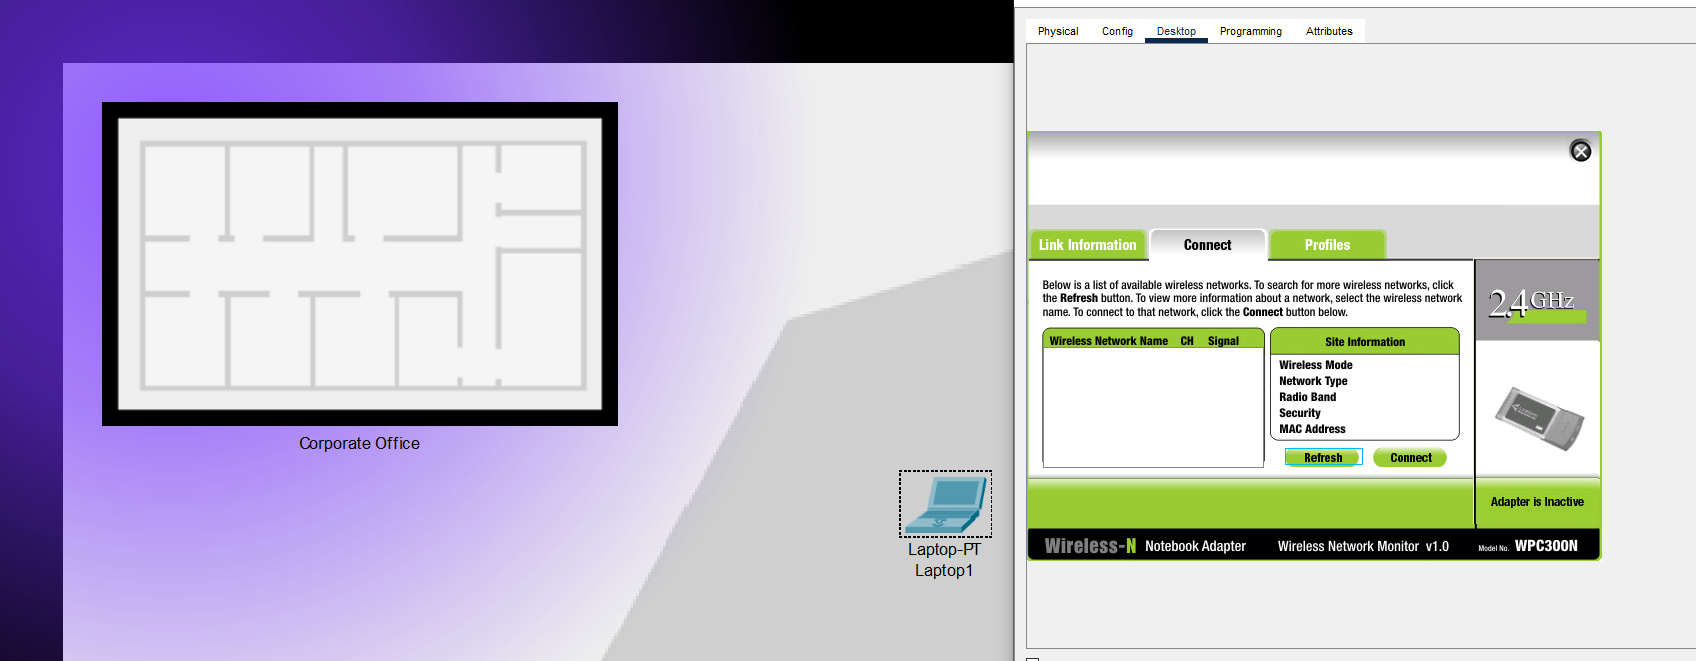 Physical Config Desktop Programming Attributes
Corporate Office
Laptop-PT
Laptop1
Link Information Connect Profiles
Below is a list of available wireless networks. To search for more wireless networks, click
the Refresh button. To view more information about a network, select the wireless network
name. To connect to that network, click the Connect button below.
2.4GHz
Wireless Network Name CH Signal
Site Information
Wireless Mode
Network Type
Radio Band
Security
MAC Address
Refresh Connect
Adapter is Inactive
Wireless-N Notebook Adapter Wireless Network Monitor v1.0 Model No. WPC300N